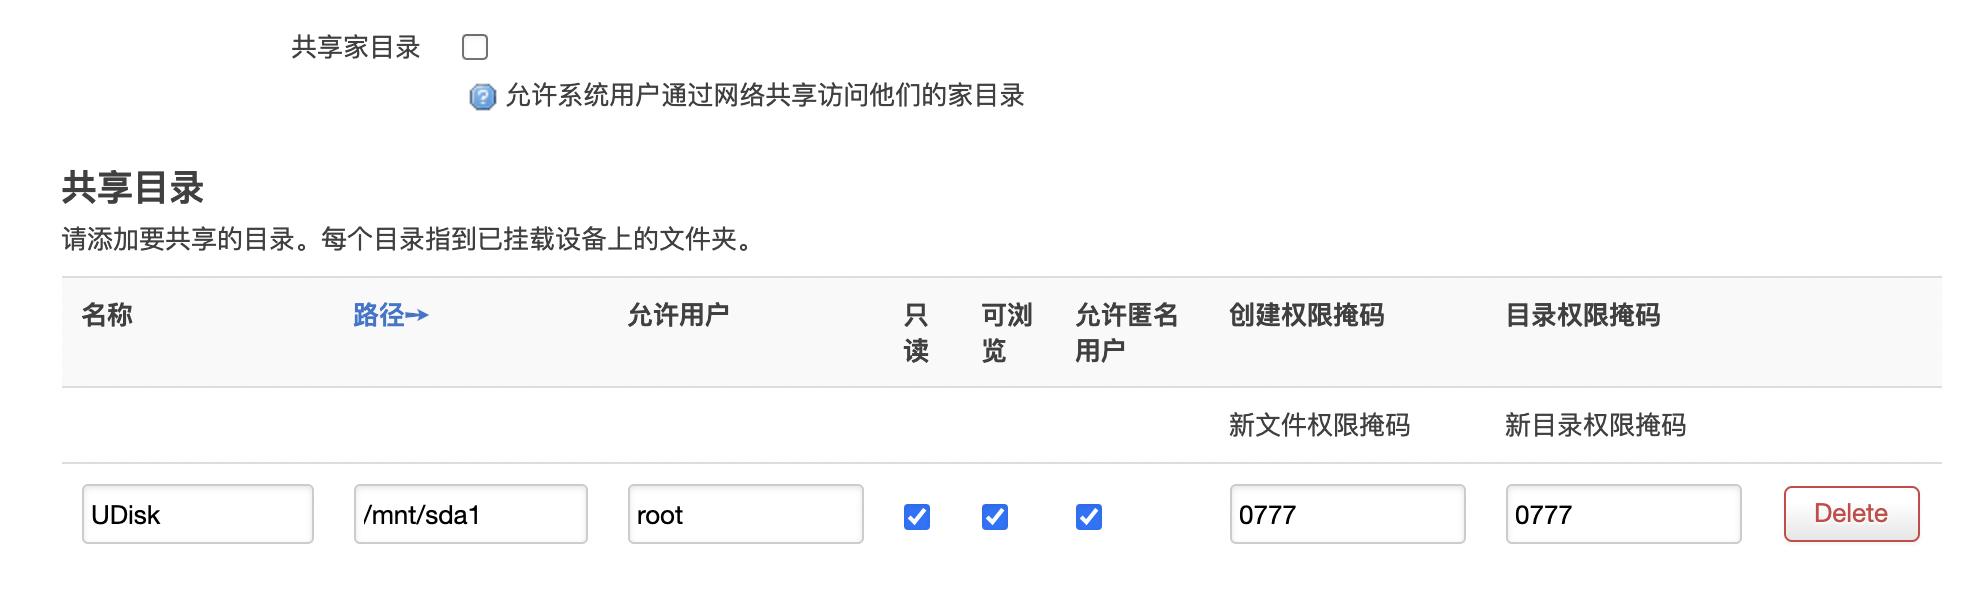 共享家目录
允许系统用户通过网络共享访问他们的家目录
共享目录
请添加要共享的目录。每个目录指到已挂载设备上的文件夹。
名称 路径 允许用户 只读 可浏览 允许匿名用户 创建权限掩码 目录权限掩码
新文件权限掩码 新目录权限掩码
UDisk /mnt/sda1 root 0777 0777 Delete